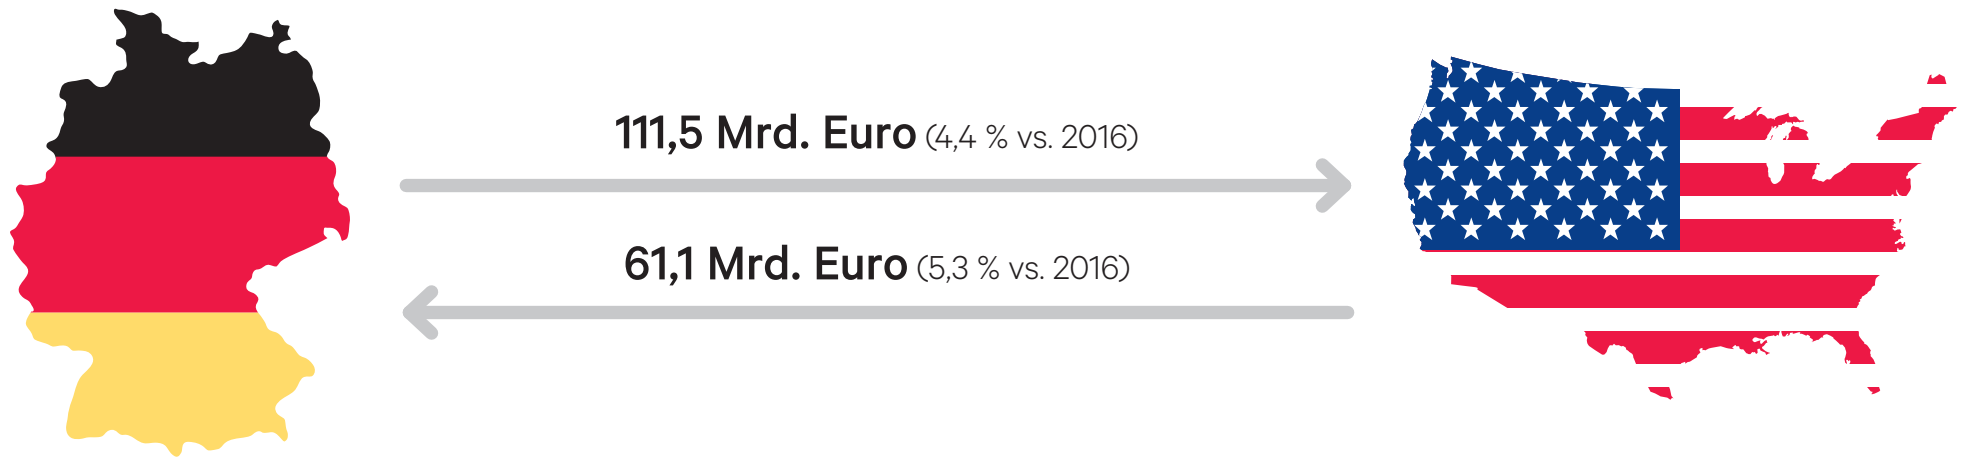 111,5 Mrd. Euro (4,4 % vs. 2016)
61,1 Mrd. Euro (5,3 % vs. 2016)